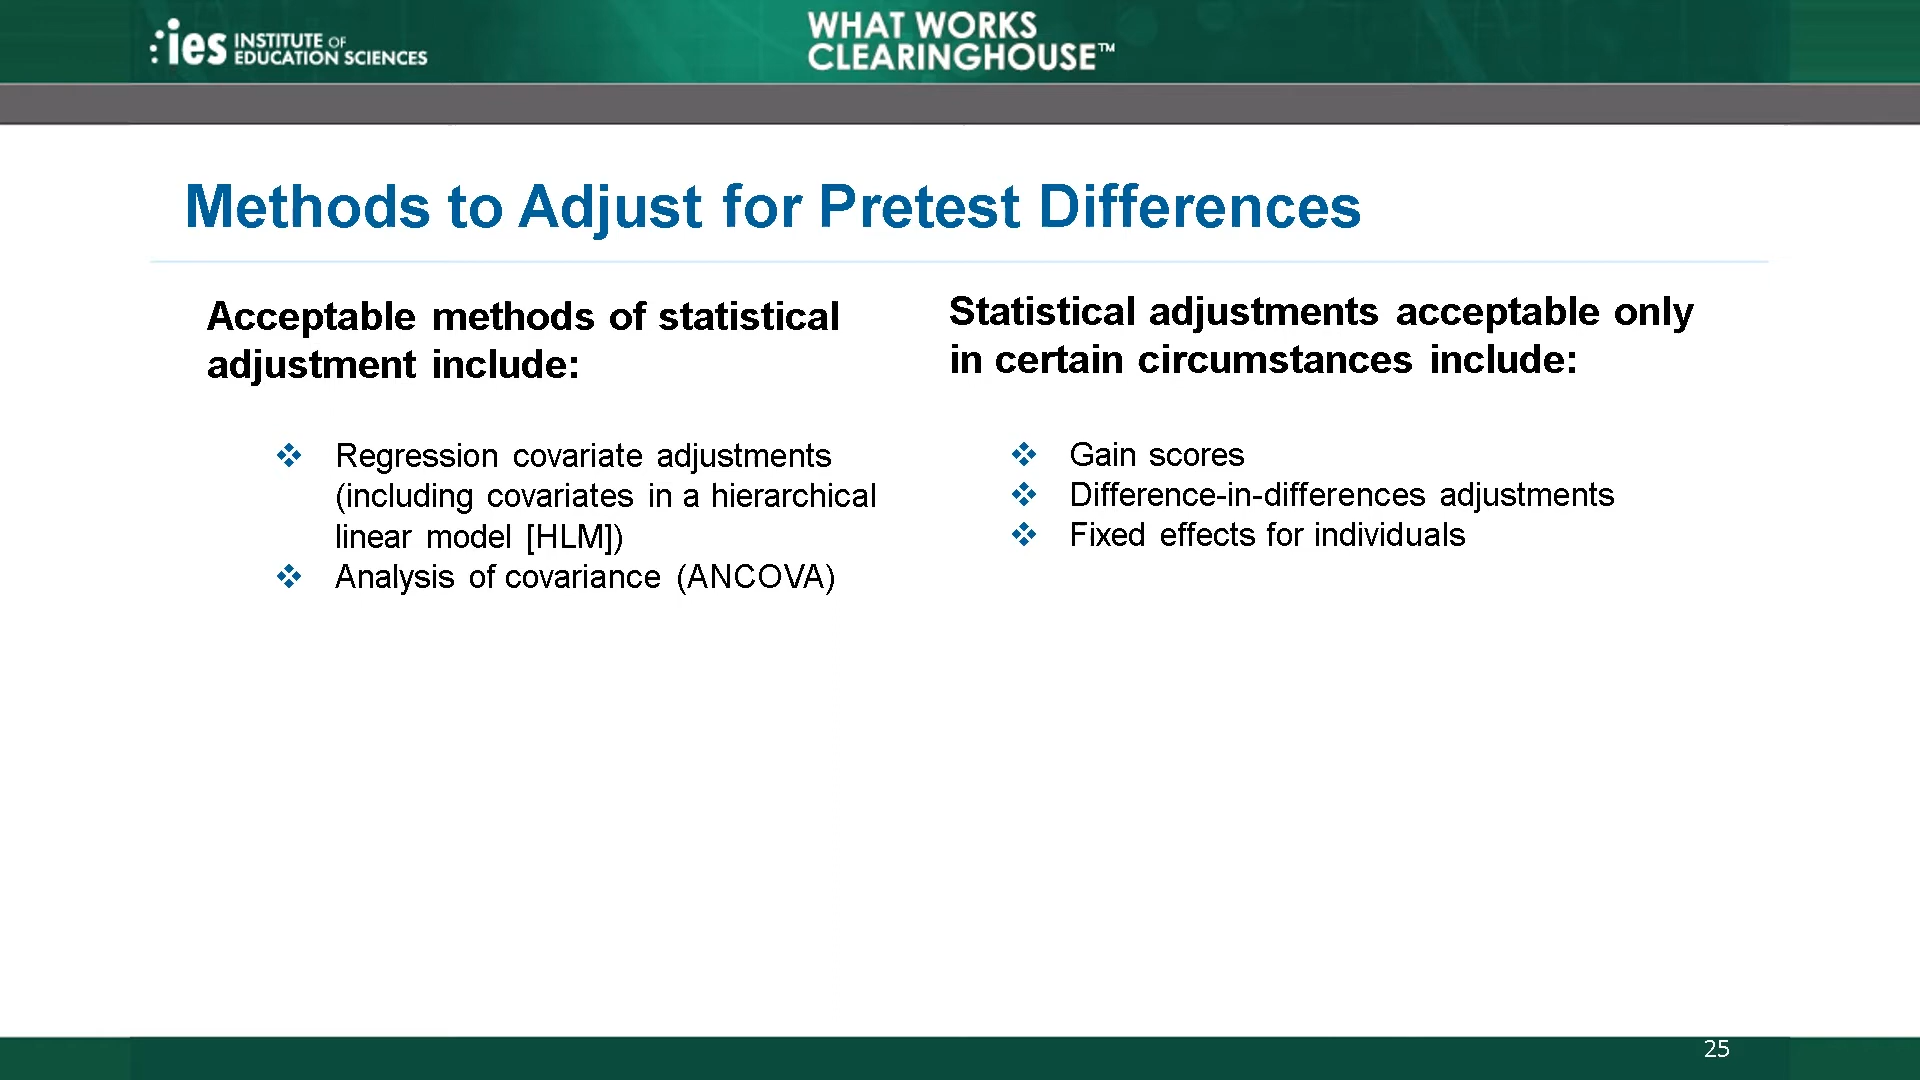 ies INSTITUTE OF
EDUCATION SCIENCES
WHAT WORKS
CLEARINGHOUSE™
Methods to Adjust for Pretest Differences
Acceptable methods of statistical
adjustment include:
Regression covariate adjustments
(including covariates in a hierarchical
linear model [HLM])
Analysis of covariance (ANCOVA)
Statistical adjustments acceptable only
in certain circumstances include:
Gain scores
Difference-in-differences adjustments
Fixed effects for individuals
25